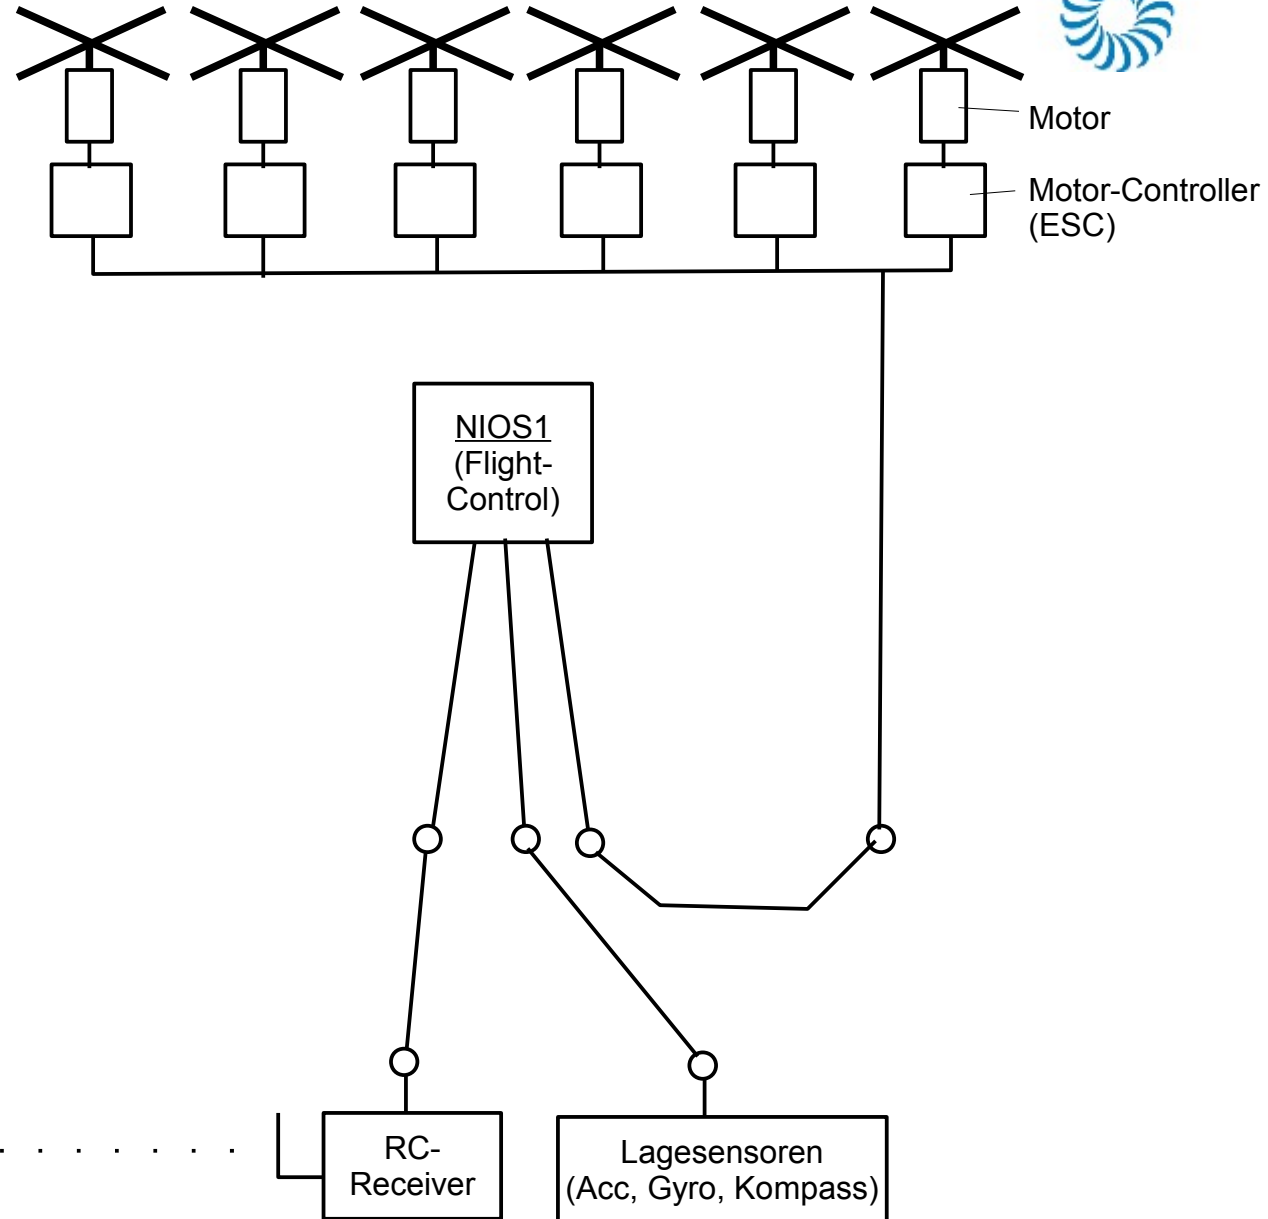 Motor
Motor-Controller
(ESC)
NIOS1
(Flight-
Control)
RC-
Receiver
Lagesensoren
(Acc, Gyro, Kompass)